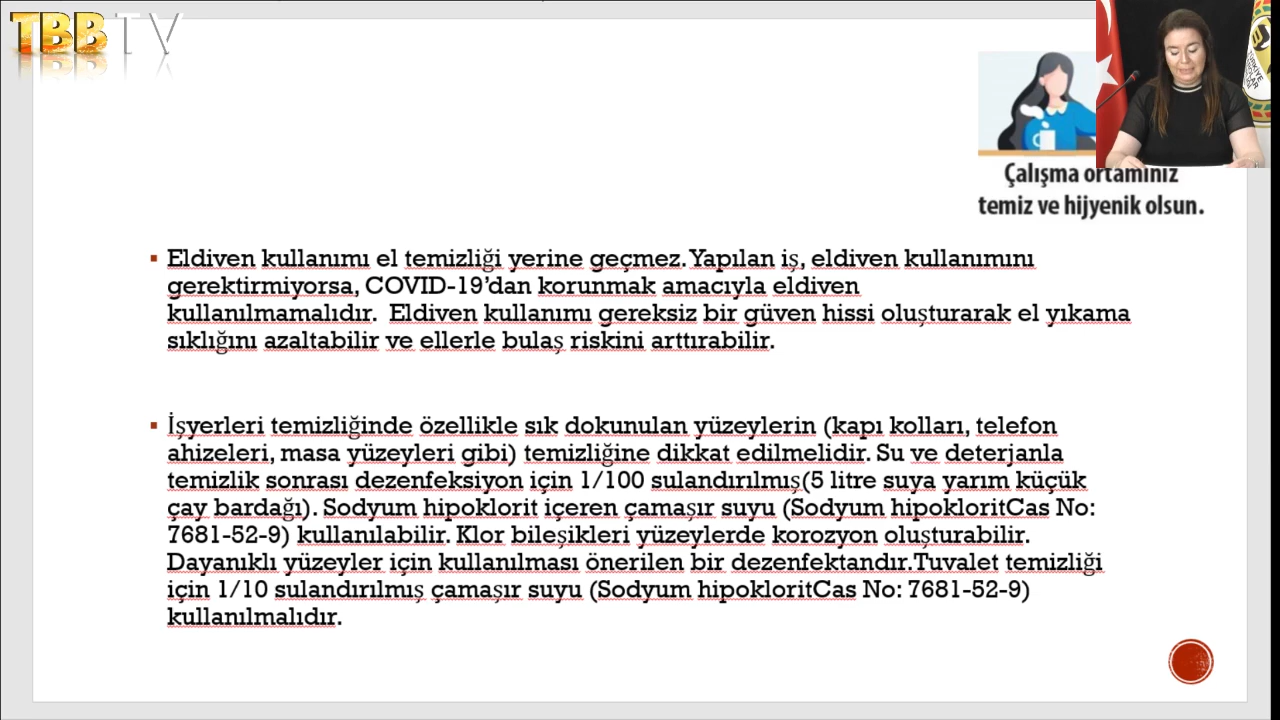 TBB TV
Çalışma ortamınız
temiz ve hijyenik olsun.
▪ Eldiven kullanımı el temizliği yerine geçmez. Yapılan iş, eldiven kullanımını
gerektirmiyorsa, COVID-19’dan korunmak amacıyla eldiven
kullanılmamalıdır. Eldiven kullanımı gereksiz bir güven hissi oluşturarak el yıkama
sıklığını azaltabilir ve ellerle bulaş riskini arttırabilir.
▪ İşyerleri temizliğinde özellikle sık dokunulan yüzeylerin (kapı kolları, telefon
ahizeleri, masa yüzeyleri gibi) temizliğine dikkat edilmelidir. Su ve deterjanla
temizlik sonrası dezenfeksiyon için 1/100 sulandırılmış(5 litre suya yarım küçük
çay bardağı). Sodyum hipoklorit içeren çamaşır suyu (Sodyum hipokloritCas No:
7681-52-9) kullanılabilir. Klor bileşikleri yüzeylerde korozyon oluşturabilir.
Dayanıklı yüzeyler için kullanılması önerilen bir dezenfektandır.Tuvalet temizliği
için 1/10 sulandırılmış çamaşır suyu (Sodyum hipokloritCas No: 7681-52-9)
kullanılmalıdır.